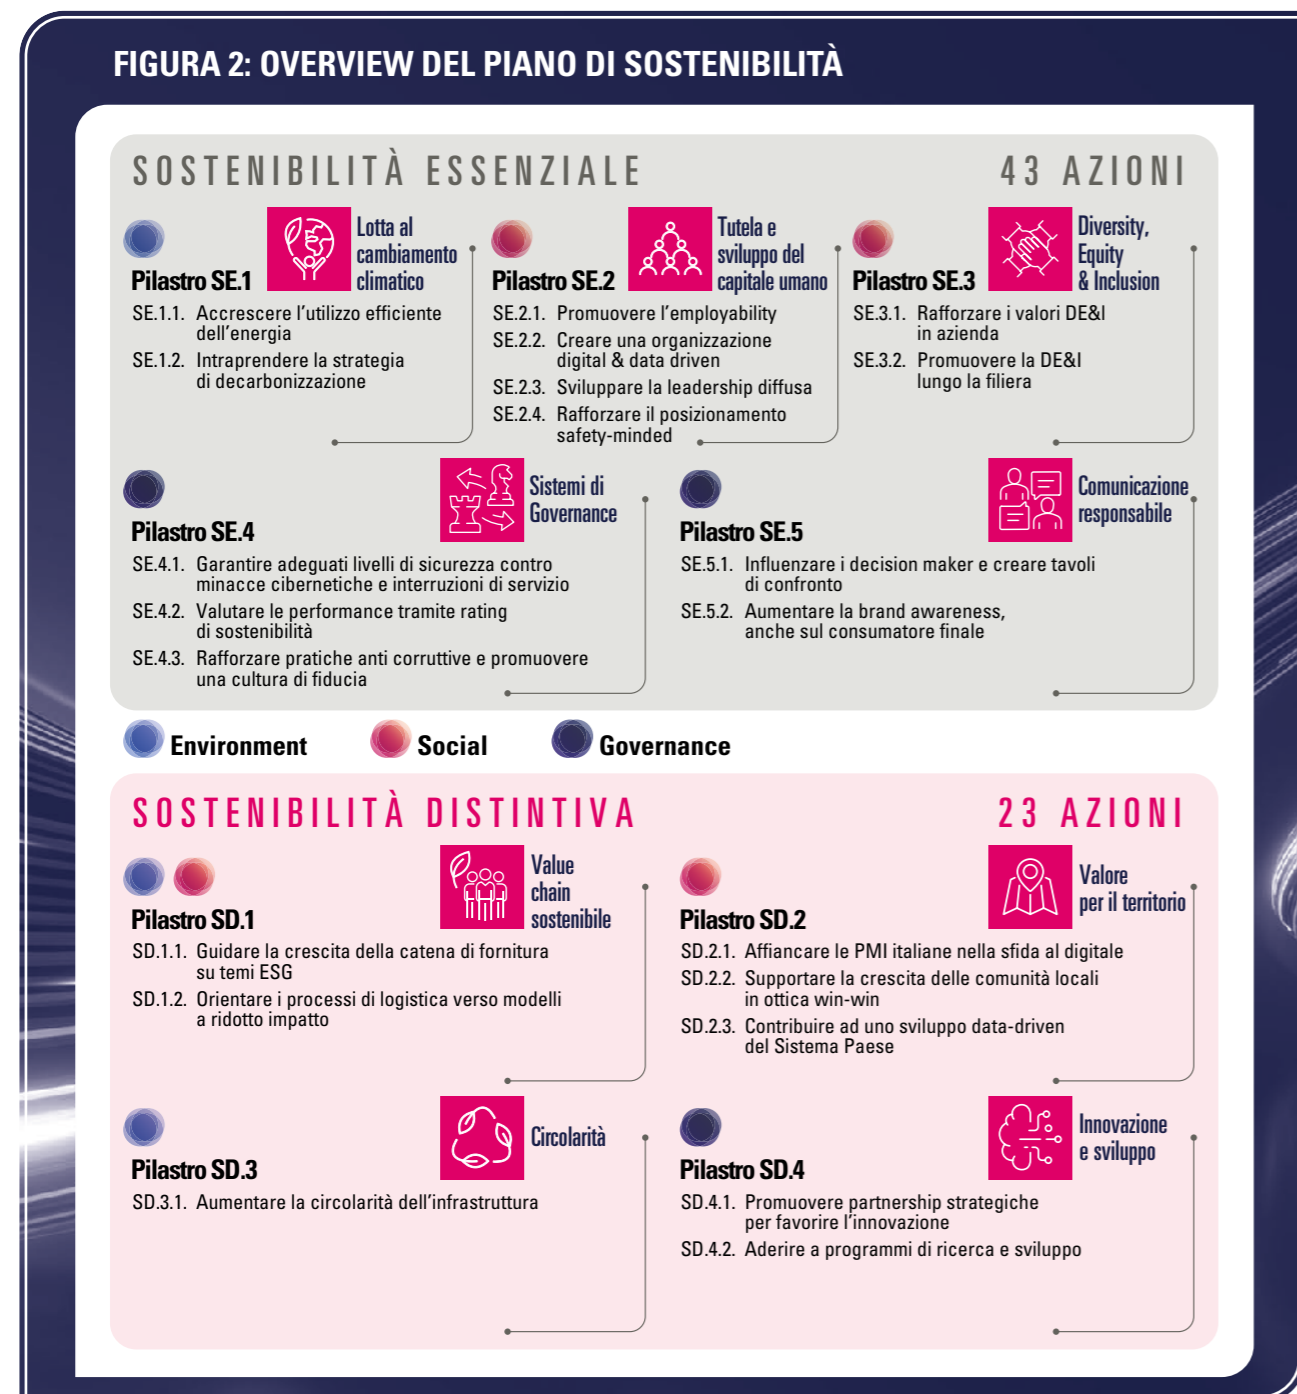 FIGURA 2: OVERVIEW DEL PIANO DI SOSTENIBILITÀ
SOSTENIBILITÀ ESSENZIALE
43 AZIONI
Pilastro SE.1
Lotta al
cambiamento
climatico
SE.1.1. Accrescere l'utilizzo efficiente
dell'energia
SE.1.2. Intraprendere la strategia
di decarbonizzazione
Pilastro SE.2
Tutela e
sviluppo del
capitale umano
SE.2.1. Promuovere l'employability
SE.2.2. Creare una organizzazione
digital & data driven
SE.2.3. Sviluppare la leadership diffusa
SE.2.4. Rafforzare il posizionamento
safety-minded
Pilastro SE.3
Diversity,
Equity
& Inclusion
SE.3.1. Rafforzare i valori DE&I
in azienda
SE.3.2. Promuovere la DE&I
lungo la filiera
Pilastro SE.4
Sistemi di
Governance
SE.4.1. Garantire adeguati livelli di sicurezza contro
minacce cibernetiche e interruzioni di servizio
SE.4.2. Valutare le performance tramite rating
di sostenibilità
SE.4.3. Rafforzare pratiche anti corruttive e promuovere
una cultura di fiducia
Pilastro SE.5
Comunicazione
responsabile
SE.5.1. Influenzare i decision maker e creare tavoli
di confronto
SE.5.2. Aumentare la brand awareness,
anche sul consumatore finale
Environment
Social
Governance
SOSTENIBILITÀ DISTINTIVA
23 AZIONI
Pilastro SD.1
Value
chain
sostenibile
SD.1.1. Guidare la crescita della catena di fornitura
su temi ESG
SD.1.2. Orientare i processi di logistica verso modelli
a ridotto impatto
Pilastro SD.2
Valore
per il territorio
SD.2.1. Affiancare le PMI italiane nella sfida al digitale
SD.2.2. Supportare la crescita delle comunità locali
in ottica win-win
SD.2.3. Contribuire ad uno sviluppo data-driven
del Sistema Paese
Pilastro SD.3
Circolarità
SD.3.1. Aumentare la circolarità dell'infrastruttura
Pilastro SD.4
Innovazione
e sviluppo
SD.4.1. Promuovere partnership strategiche
per favorire l'innovazione
SD.4.2. Aderire a programmi di ricerca e sviluppo